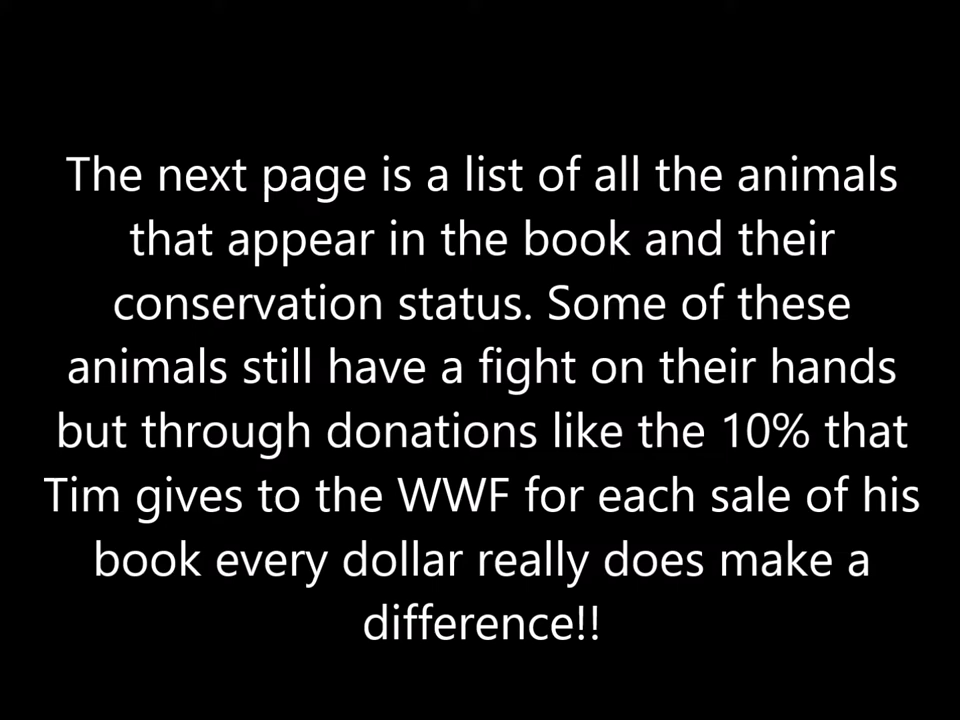 The next page is a list of all the animals
that appear in the book and their
conservation status. Some of these
animals still have a fight on their hands
but through donations like the 10% that
Tim gives to the WWF for each sale of his
book every dollar really does make a
difference!!